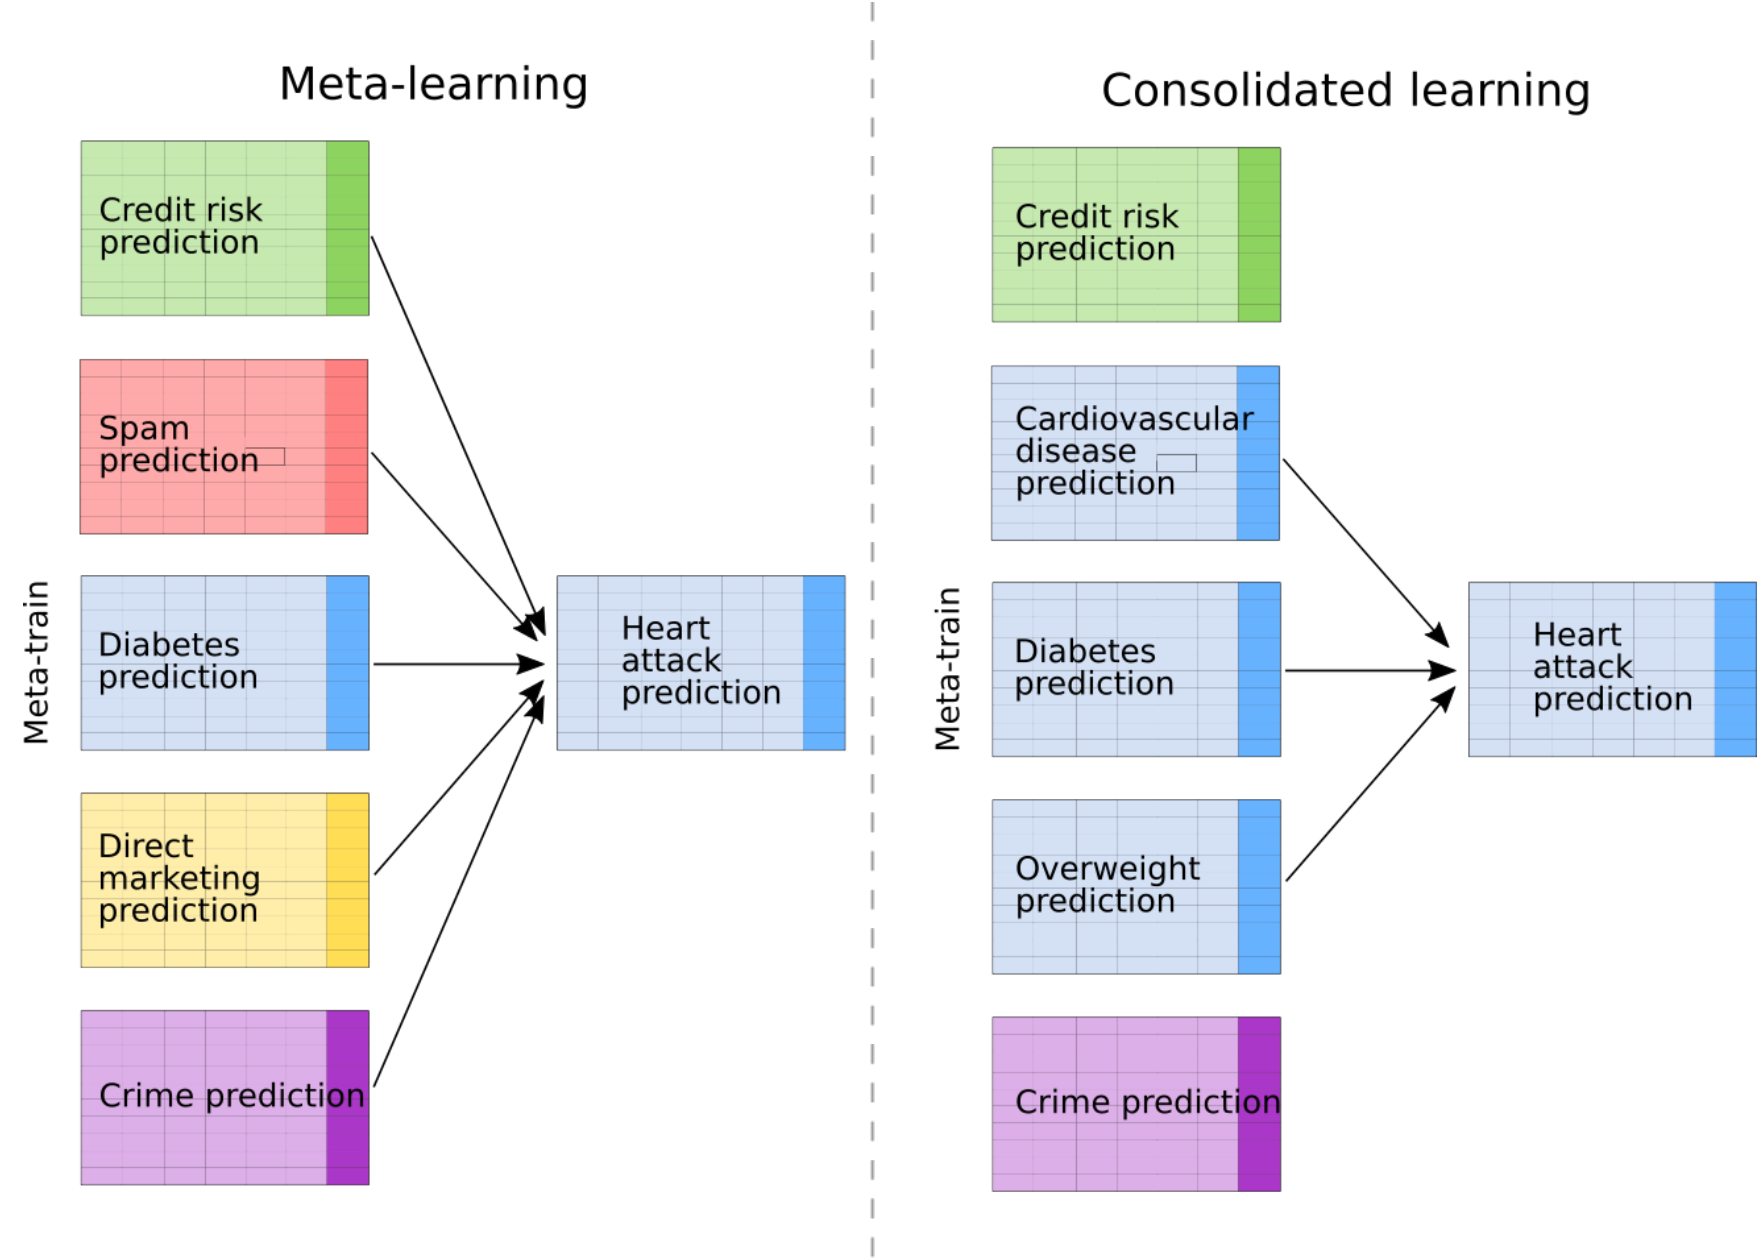 Meta-learning
Credit risk
prediction
Spam
prediction
Diabetes
prediction
Direct
marketing
prediction
Crime prediction
Meta-train
Heart
attack
prediction
Consolidated learning
Credit risk
prediction
Cardiovascular
disease
prediction
Diabetes
prediction
Overweight
prediction
Crime prediction
Meta-train
Heart
attack
prediction